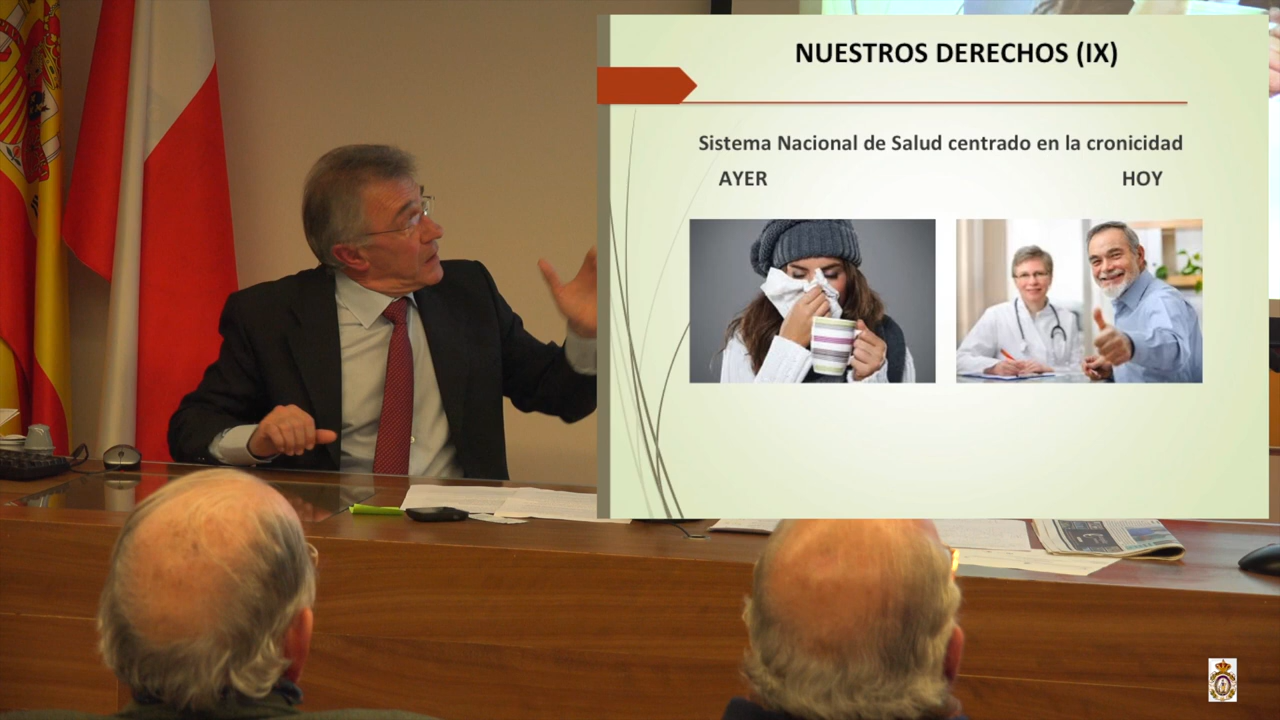 NUESTROS DERECHOS (IX)
Sistema Nacional de Salud centrado en la cronicidad
AYER
HOY